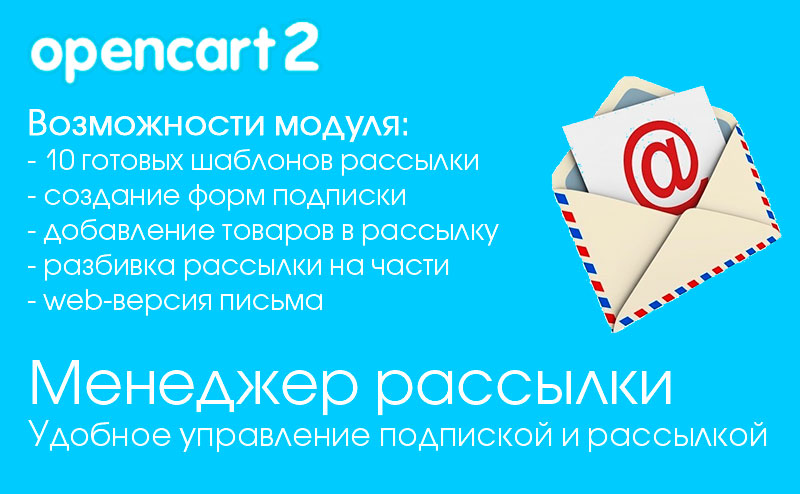 opencart 2
Возможности модуля:
- 10 готовых шаблонов рассылки
- создание форм подписки
- добавление товаров в рассылку
- разбивка рассылки на части
- web-версия письма
@
Менеджер рассылки
Удобное управление подпиской и рассылкой